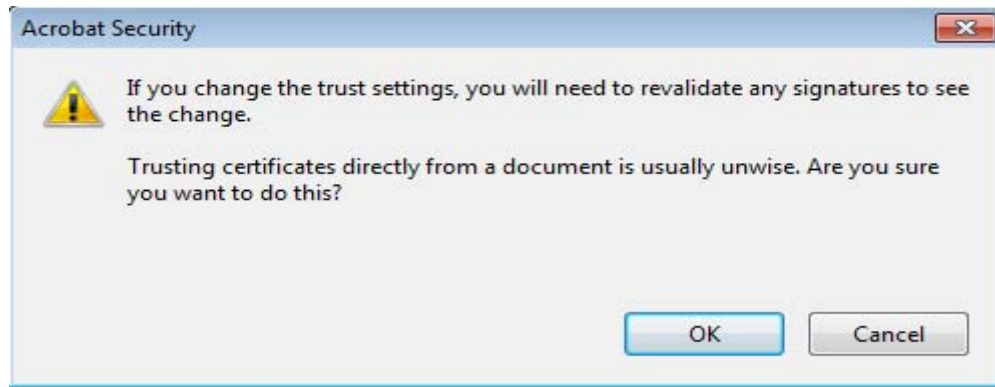 Acrobat Security
If you change the trust settings, you will need to revalidate any signatures to see
the change.
Trusting certificates directly from a document is usually unwise. Are you sure
you want to do this?
OK
Cancel